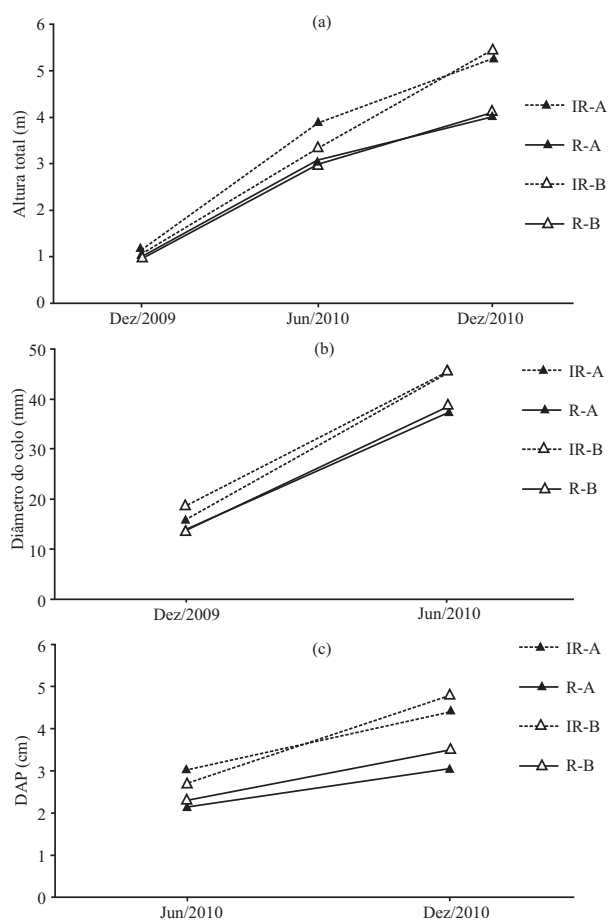 (a)
Altura total (m)
6
5
4
3
2
1
0
Dez/2009 Jun/2010 Dez/2010
IR-A
R-A
IR-B
R-B
(b)
Diâmetro do colo (mm)
50
40
30
20
10
0
Dez/2009 Jun/2010
IR-A
R-A
IR-B
R-B
(c)
DAP (cm)
6
5
4
3
2
1
0
Jun/2010 Dez/2010
IR-A
R-A
IR-B
R-B